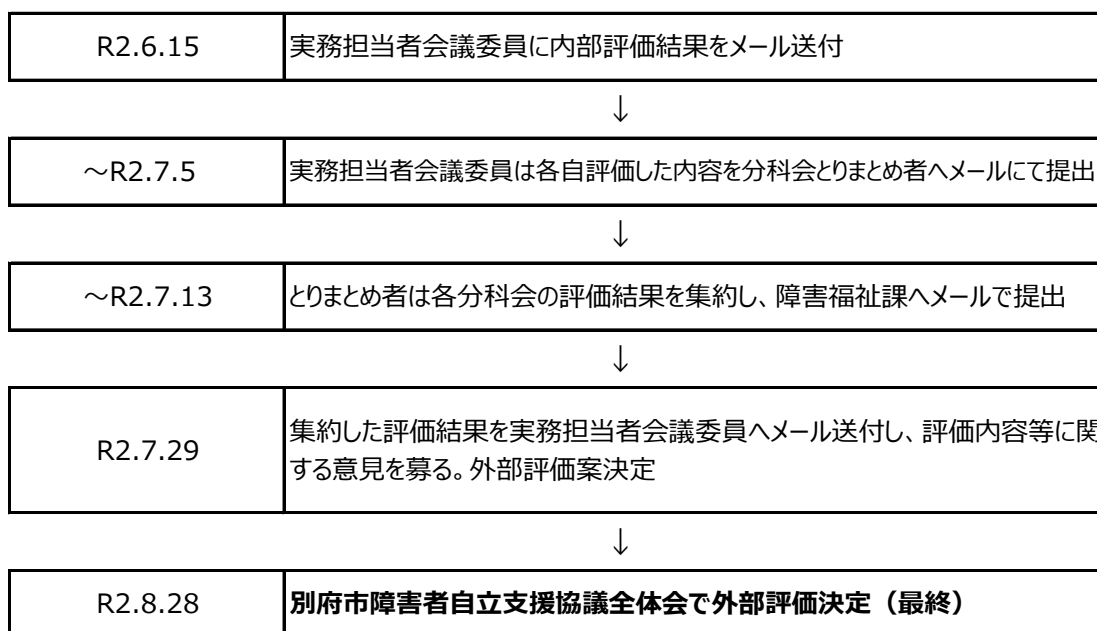 R2.6.15 実務担当者会議委員に内部評価結果をメール送付
↓
～R2.7.5 実務担当者会議委員は各自評価した内容を分科会とりまとめ者へメールにて提出
↓
～R2.7.13 とりまとめ者は各分科会の評価結果を集約し、障害福祉課へメールで提出
↓
R2.7.29 集約した評価結果を実務担当者会議委員へメール送付し、評価内容等に関
する意見を募る。外部評価案決定
↓
R2.8.28 別府市障害者自立支援協議全体会で外部評価決定（最終）